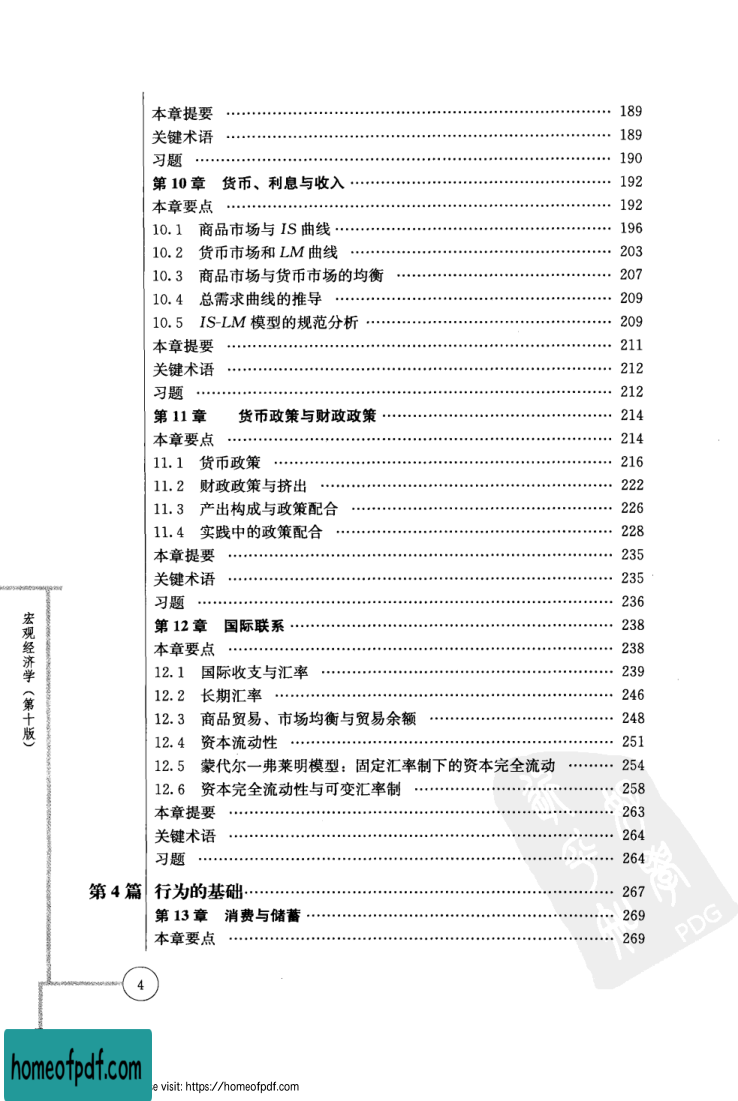 本章提要 …… 189
关键术语 …… 189
习题 …… 190
第 10 章 货币、利息与收入 …… 192
本章要点 …… 192
10.1 商品市场与 IS 曲线 …… 196
10.2 货币市场和 LM 曲线 …… 203
10.3 商品市场与货币市场的均衡 …… 207
10.4 总需求曲线的推导 …… 209
10.5 IS-LM 模型的规范分析 …… 209
本章提要 …… 211
关键术语 …… 212
习题 …… 212
第 11 章 货币政策与财政政策 …… 214
本章要点 …… 214
11.1 货币政策 …… 216
11.2 财政政策与挤出 …… 222
11.3 产出构成与政策配合 …… 226
11.4 实践中的政策配合 …… 228
本章提要 …… 235
关键术语 …… 235
习题 …… 236
第 12 章 国际联系 …… 238
本章要点 …… 238
12.1 国际收支与汇率 …… 239
12.2 长期汇率 …… 246
12.3 商品贸易、市场均衡与贸易余额 …… 248
12.4 资本流动性 …… 251
12.5 蒙代尔—弗莱明模型：固定汇率制下的资本完全流动 …… 254
12.6 资本完全流动性与可变汇率制 …… 258
本章提要 …… 263
关键术语 …… 264
习题 …… 264
第 4 篇 行为的基础 …… 267
第 13 章 消费与储蓄 …… 269
本章要点 …… 269
宏观经济学（第十版）
4
PDG
homeofpdf.com
e visit: https://homeofpdf.com